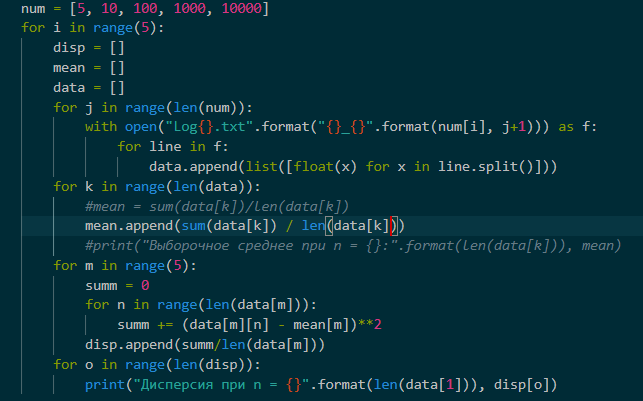 num = [5, 10, 100, 1000, 10000]
for i in range(5):
    disp = []
    mean = []
    data = []
    for j in range(len(num)):
        with open("Log{}.txt".format("{}_{}".format(num[i], j+1))) as f:
            for line in f:
                data.append(list([float(x) for x in line.split()]))
    for k in range(len(data)):
        #mean = sum(data[k])/len(data[k])
        mean.append(sum(data[k]) / len(data[k]))
        #print("Выборочное среднее при n = {}:".format(len(data[k])), mean)
    for m in range(5):
        summ = 0
        for n in range(len(data[m])):
            summ += (data[m][n] - mean[m])**2
        disp.append(summ/len(data[m]))
    for o in range(len(disp)):
        print("Дисперсия при n = {}".format(len(data[1])), disp[o])